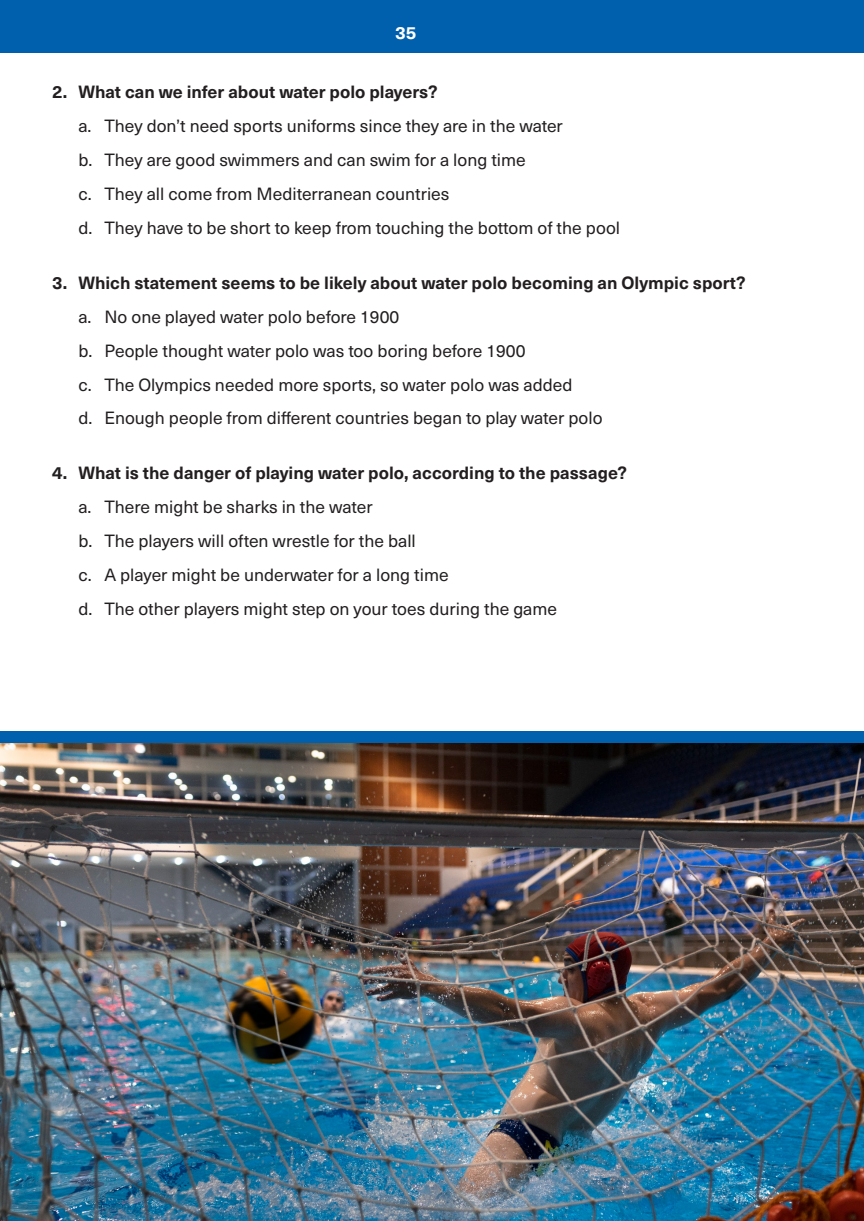 35
2. What can we infer about water polo players?
a. They don't need sports uniforms since they are in the water
b. They are good swimmers and can swim for a long time
c. They all come from Mediterranean countries
d. They have to be short to keep from touching the bottom of the pool
3. Which statement seems to be likely about water polo becoming an Olympic sport?
a. No one played water polo before 1900
b. People thought water polo was too boring before 1900
c. The Olympics needed more sports, so water polo was added
d. Enough people from different countries began to play water polo
4. What is the danger of playing water polo, according to the passage?
a. There might be sharks in the water
b. The players will often wrestle for the ball
c. A player might be underwater for a long time
d. The other players might step on your toes during the game